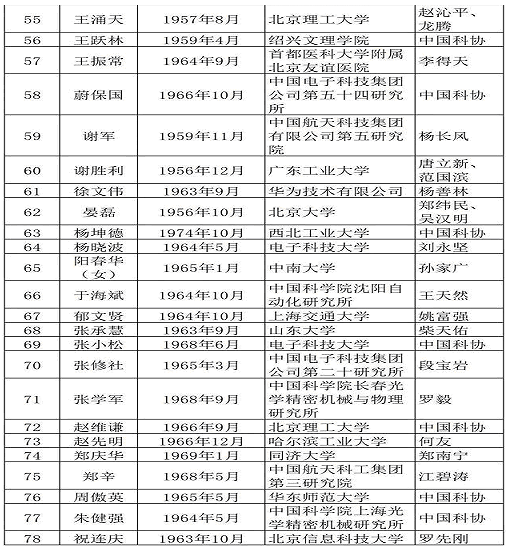 55 王涌天 1957年8月 北京理工大学 赵沁平、
龙腾
56 王跃林 1959年4月 绍兴文理学院 中国科协
57 王振常 1964年9月 首都医科大学附属
北京友谊医院 李得天
58 蔚保国 1966年10月 中国电子科技集团
公司第五十四研究
所 中国科协
59 谢军 1959年11月 中国航天科技集团
有限公司第五研究
院 杨长风
60 谢胜利 1956年12月 广东工业大学 唐立新、
范国滨
61 徐文伟 1963年9月 华为技术有限公司 杨善林
62 晏磊 1956年10月 北京大学 郑纬民、
吴汉明
63 杨坤德 1974年10月 西北工业大学 中国科协
64 杨晓波 1964年5月 电子科技大学 刘永坚
65 阳春华
（女） 1965年1月 中南大学 孙家广
66 于海斌 1964年10月 中国科学院沈阳自
动化研究所 王天然
67 郁文贤 1964年10月 上海交通大学 姚富强
68 张承慧 1963年9月 山东大学 柴天佑
69 张小松 1968年6月 电子科技大学 中国科协
70 张修社 1965年3月 中国电子科技集团
公司第二十研究所 段宝岩
71 张学军 1968年9月 中国科学院长春光
学精密机械与物理
研究所 罗毅
72 赵维谦 1966年9月 北京理工大学 中国科协
73 赵先明 1966年12月 哈尔滨工业大学 何友
74 郑庆华 1969年1月 同济大学 郑南宁
75 郑辛 1968年5月 中国航天科工集团
第三研究院 江碧涛
76 周傲英 1965年5月 华东师范大学 中国科协
77 朱健强 1964年5月 中国科学院上海光
学精密机械研究所 中国科协
78 祝连庆 1963年10月 北京信息科技大学 罗先刚